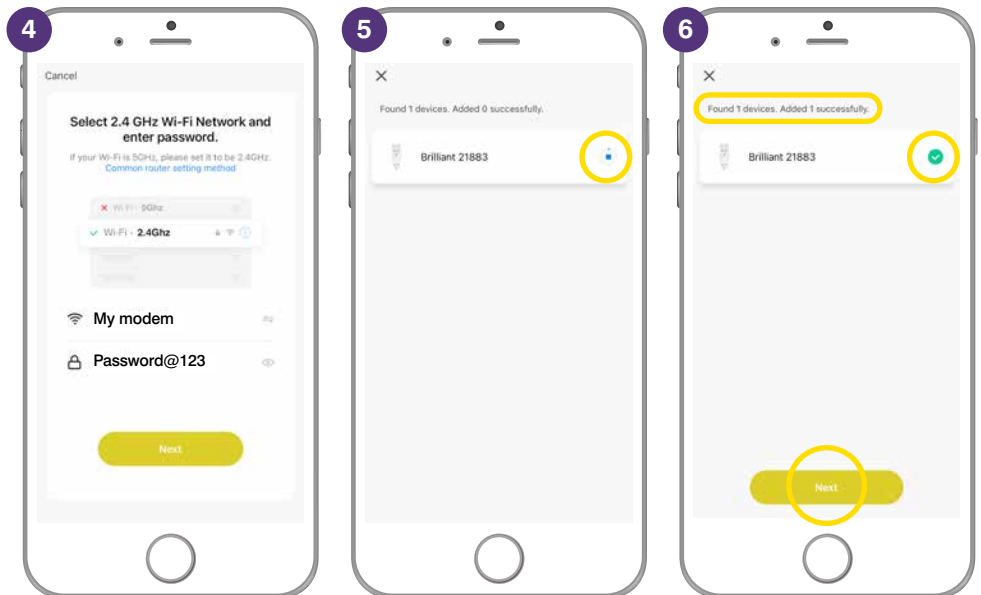 4
Cancel
Select 2.4 GHz Wi-Fi Network and
enter password.
If your Wi-Fi is 5GHz, please set it to be 2.4GHz.
Common router setting method
Wi-Fi - 5Ghz
Wi-Fi - 2.4Ghz
My modem
Password@123
Next
5
Found 1 devices. Added 0 successfully.
Brilliant 21883
6
Found 1 devices. Added 1 successfully.
Brilliant 21883
Next